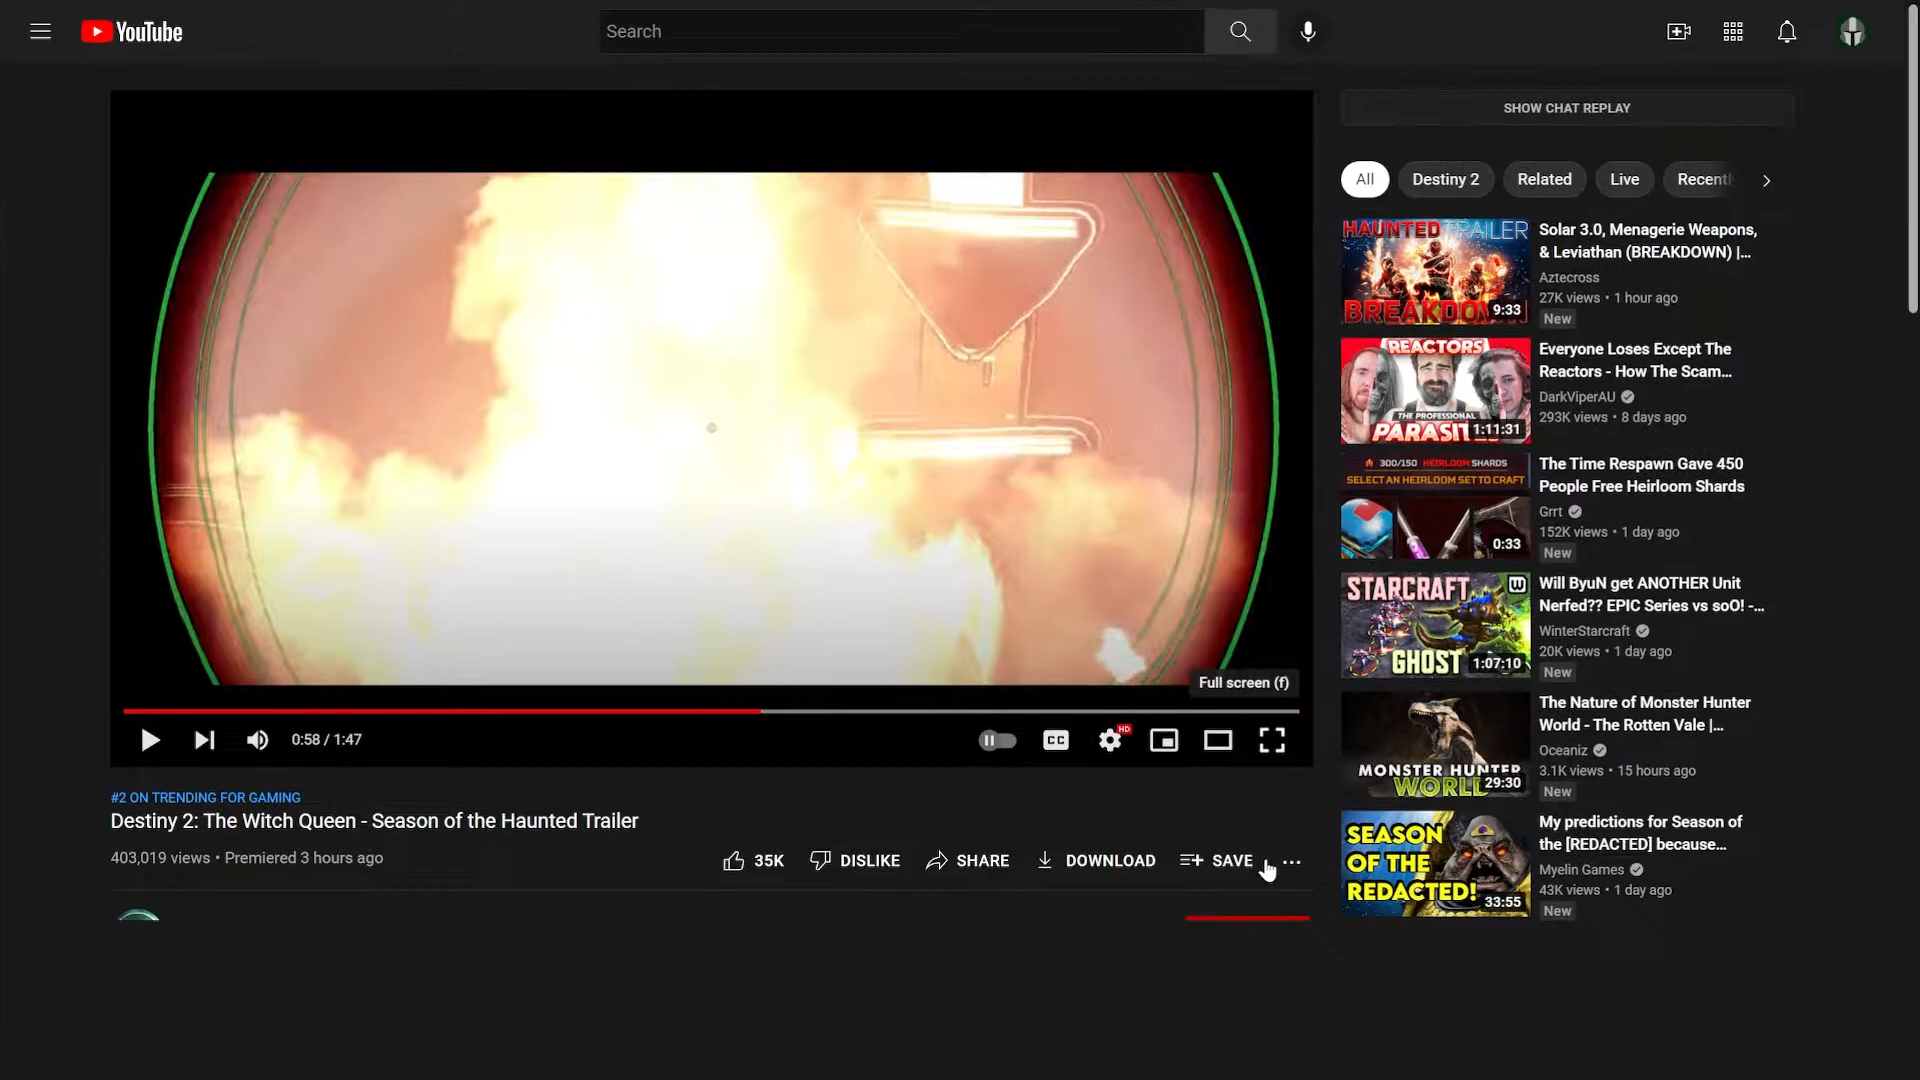 YouTube
Search
SHOW CHAT REPLAY
All
Destiny 2
Related
Live
Recentl
Full screen (f)
0:58 / 1:47
CC
HD
#2 ON TRENDING FOR GAMING
Destiny 2: The Witch Queen - Season of the Haunted Trailer
403,019 views • Premiered 3 hours ago
35K
DISLIKE
SHARE
DOWNLOAD
SAVE
HAUNTED TRAILER
BREAKDO
9:33
Solar 3.0, Menagerie Weapons,
& Leviathan (BREAKDOWN) |...
Aztecross
27K views • 1 hour ago
New
REACTORS
THE PROFESSIONAL
PARASIT
1:11:31
Everyone Loses Except The
Reactors - How The Scam...
DarkViperAU
293K views • 8 days ago
300/150 HEIRLOOM SHARDS
SELECT AN HEIRLOOM SET TO CRAFT
0:33
The Time Respawn Gave 450
People Free Heirloom Shards
Grrt
152K views • 1 day ago
New
STARCRAFT
W
GHOST
1:07:10
Will ByuN get ANOTHER Unit
Nerfed?? EPIC Series vs soO! -...
WinterStarcraft
20K views • 1 day ago
New
MONSTER HUNTER
WORLD
29:30
The Nature of Monster Hunter
World - The Rotten Vale |...
Oceaniz
3.1K views • 15 hours ago
New
SEASON
OF THE
REDACTED!
33:55
My predictions for Season of
the [REDACTED] because...
Myelin Games
43K views • 1 day ago
New